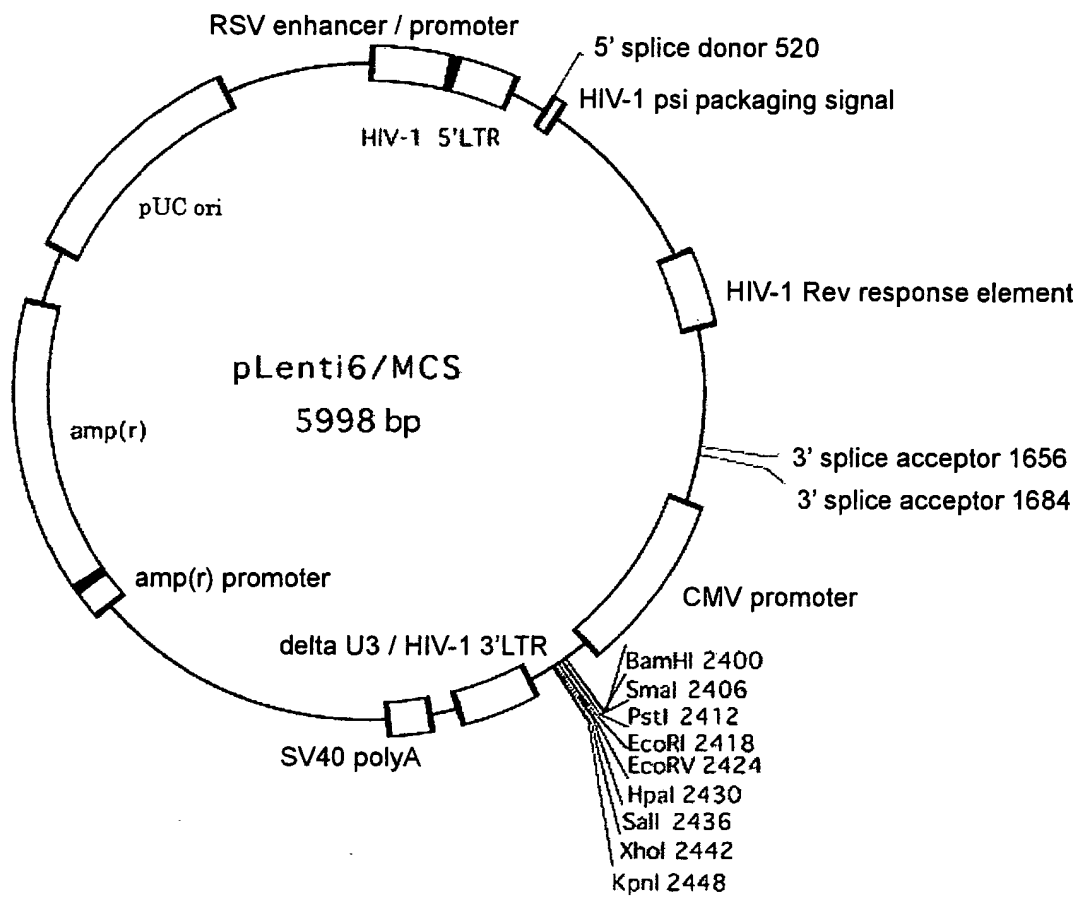 RSV enhancer / promoter
5' splice donor 520
HIV-1 psi packaging signal
HIV-1 5'LTR
pUC ori
HIV-1 Rev response element
pLenti6/MCS
5998 bp
amp(r)
3' splice acceptor 1656
3' splice acceptor 1684
amp(r) promoter
CMV promoter
delta U3 / HIV-1 3'LTR
BamHI 2400
SmaI 2406
PstI 2412
EcoRI 2418
EcoRV 2424
HpaI 2430
SalI 2436
XhoI 2442
KpnI 2448
SV40 polyA